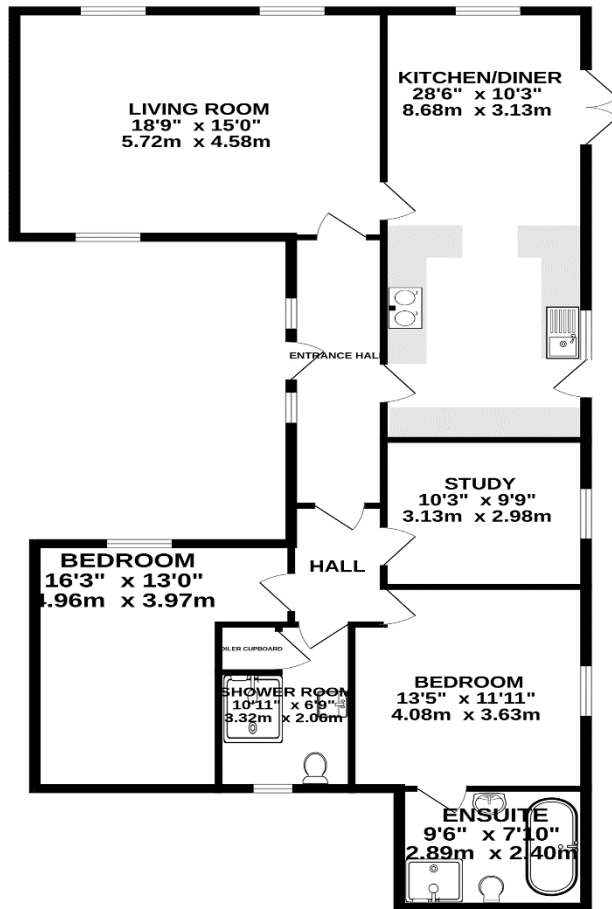 LIVING ROOM
18'9" x 15'0"
5.72m x 4.58m
KITCHEN/DINER
28'6" x 10'3"
8.68m x 3.13m
ENTRANCE HALL
STUDY
10'3" x 9'9"
3.13m x 2.98m
HALL
BEDROOM
16'3" x 13'0"
4.96m x 3.97m
OILER CUPBOARD
SHOWER ROOM
10'11" x 6'9"
3.32m x 2.06m
BEDROOM
13'5" x 11'11"
4.08m x 3.63m
ENSUITE
9'6" x 7'10"
2.89m x 2.40m